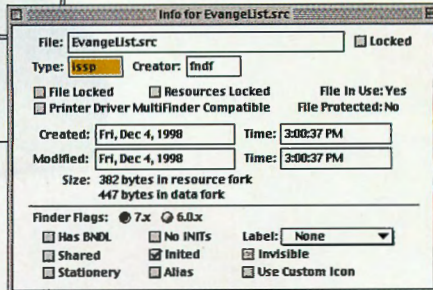 Info for EvangeList.src
File: EvangeList.src Locked
Type: issp Creator: fndf
File Locked Resources Locked File In Use: Yes
Printer Driver MultiFinder Compatible File Protected: No
Created: Fri, Dec 4, 1998 Time: 3:00:37 PM
Modified: Fri, Dec 4, 1998 Time: 3:00:37 PM
Size: 382 bytes in resource fork
447 bytes in data fork
Finder Flags: 7.x 6.0.x
Has BNDL No INITs Label: None
Shared Inited Invisible
Stationery Alias Use Custom Icon